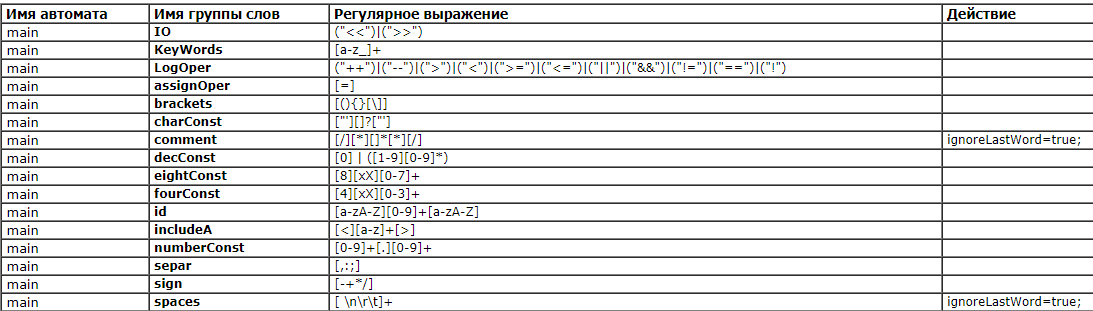 Имя автомата Имя группы слов Регулярное выражение Действие
main IO ("<<")|(">>")
main KeyWords [a-z_]+
main LogOper ("++")|("--")|(">")|("<")|(">=")|("<=")|("||")|("&&")|("!=")|("==")|("!")
main assignOper [=]
main brackets [(){}[\]]
main charConst ["'][]?["']
main comment [/][*][]*[*][/] ignoreLastWord=true;
main decConst [0] | ([1-9][0-9]*)
main eightConst [8][xX][0-7]+
main fourConst [4][xX][0-3]+
main id [a-zA-Z][0-9]+[a-zA-Z]
main includeA [<][a-z]+[>]
main numberConst [0-9]+[.][0-9]+
main separ [,:;]
main sign [-+*/]
main spaces [ \n\r\t]+ ignoreLastWord=true;